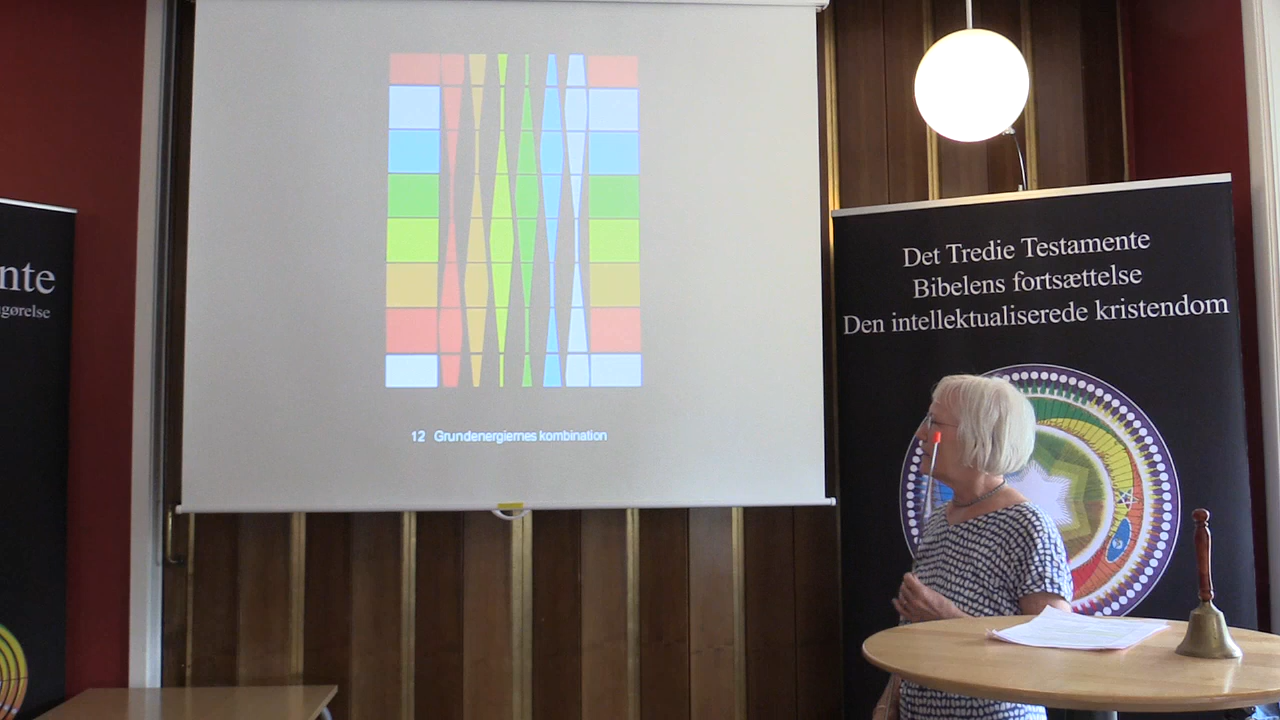 nte
gørelse
12 Grundenergiernes kombination
Det Tredie Testamente
Bibelens fortsættelse
Den intellektualiserede kristendom